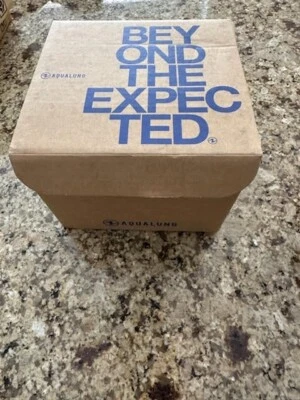 BEY
OND
THE
EXPEC
TED.
AQUALUNG
AQUALUNG